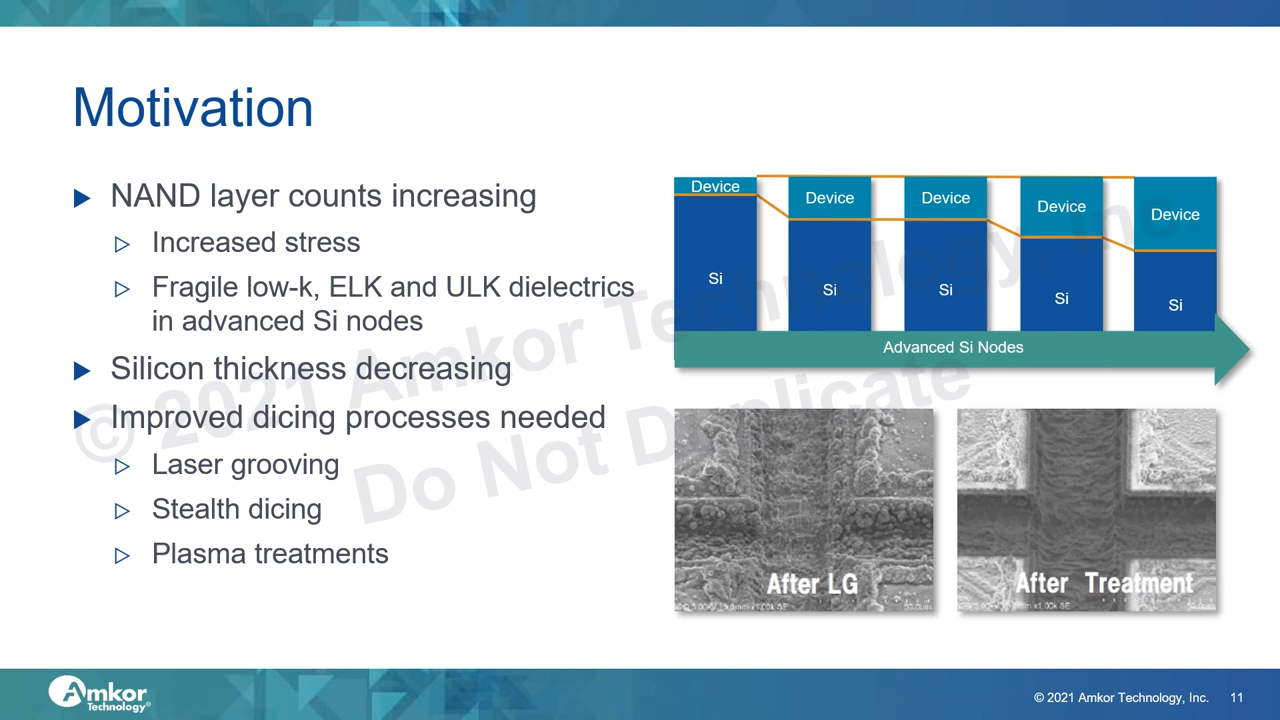 Motivation
NAND layer counts increasing
Increased stress
Fragile low-k, ELK and ULK dielectrics
in advanced Si nodes
Silicon thickness decreasing
Improved dicing processes needed
Laser grooving
Stealth dicing
Plasma treatments
Device
Device
Device
Device
Device
Si
Si
Si
Si
Si
Advanced Si Nodes
After LG
After Treatment
© 2021 Amkor Technology, Inc.
Do Not Duplicate
Amkor
Technology®
© 2021 Amkor Technology, Inc. 11